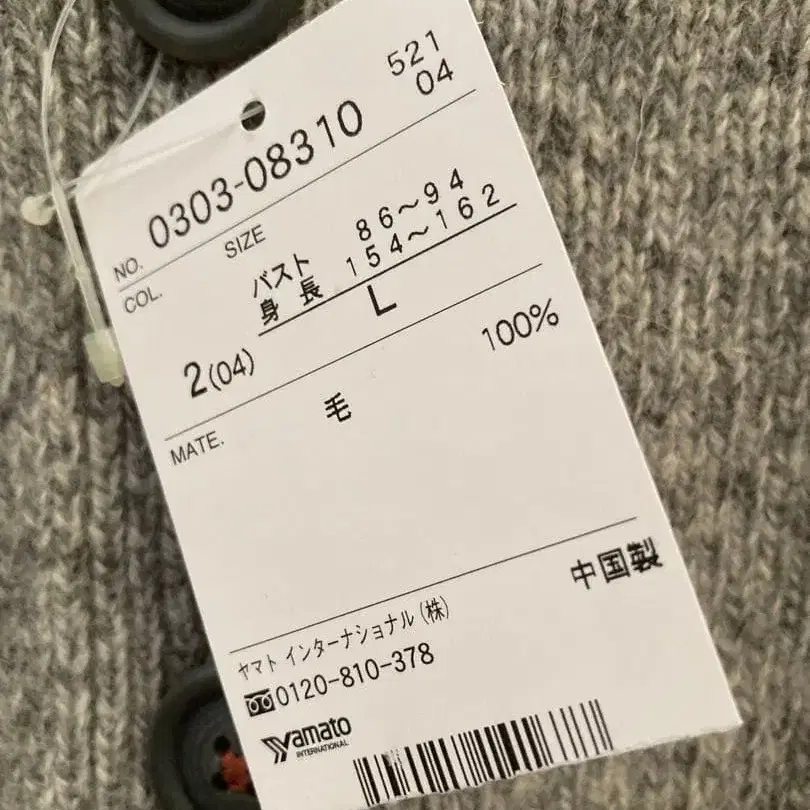 521
04
NO. 0303-08310
COL. SIZE
バスト 86～94
身長 154～162
L
2(04)
MATE. 毛 100%
中国製
ヤマト インターナショナル(株)
0120-810-378
Yamato
INTERNATIONAL